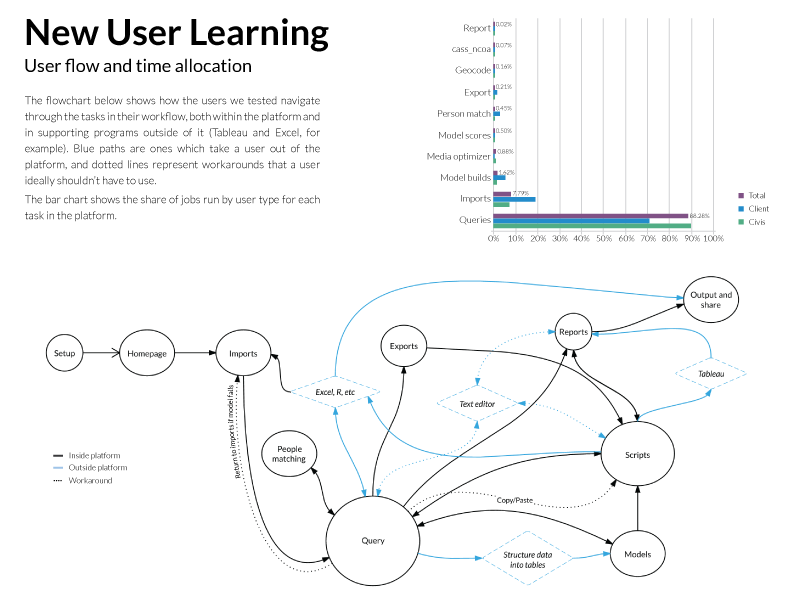 New User Learning
User flow and time allocation
The flowchart below shows how the users we tested navigate
through the tasks in their workflow, both within the platform and
in supporting programs outside of it (Tableau and Excel, for
example). Blue paths are ones which take a user out of the
platform, and dotted lines represent workarounds that a user
ideally shouldn't have to use.
The bar chart shows the share of jobs run by user type for each
task in the platform.
Report 0.02%
cass_ncoa 0.07%
Geocode 0.16%
Export 0.21%
Person match 0.45%
Model scores 0.50%
Media optimizer 0.88%
Model builds 1.62%
Imports 7.79%
Queries 88.28%
0% 10% 20% 30% 40% 50% 60% 70% 80% 90% 100%
Total
Client
Civis
Setup
Homepage
Imports
Exports
Reports
Output and
share
Excel, R, etc
Text editor
Tableau
Return to imports if model fails
People
matching
Scripts
Inside platform
Outside platform
Workaround
Copy/Paste
Query
Structure data
into tables
Models